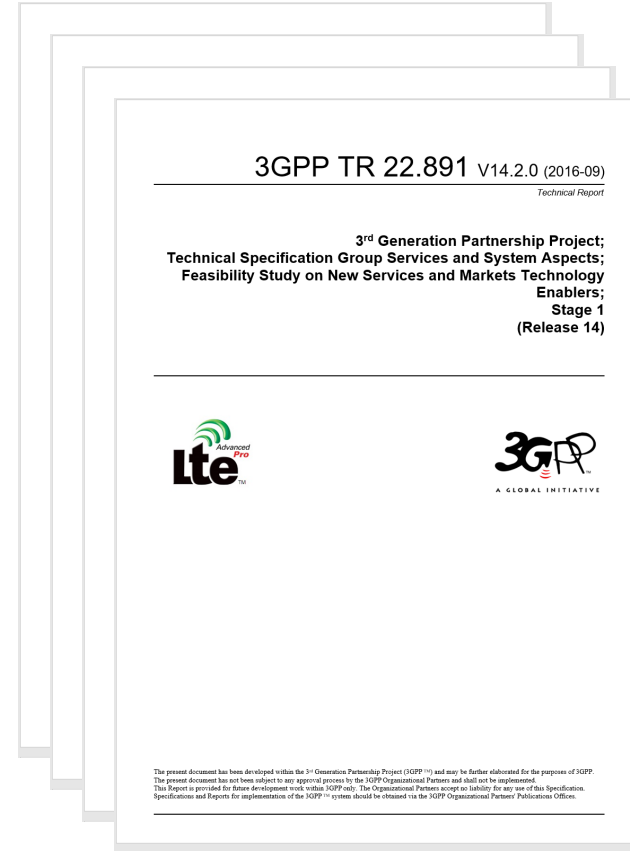 3GPP TR 22.891 V14.2.0 (2016-09)
Technical Report
3rd Generation Partnership Project;
Technical Specification Group Services and System Aspects;
Feasibility Study on New Services and Markets Technology
Enablers;
Stage 1
(Release 14)
Advanced
Pro
Lte TM
3GPP TM
A GLOBAL INITIATIVE
The present document has been developed within the 3rd Generation Partnership Project (3GPP TM) and may be further elaborated for the purposes of 3GPP.
The present document has not been subject to any approval process by the 3GPP Organizational Partners and shall not be implemented.
This Report is provided for future development work within 3GPP only. The Organizational Partners accept no liability for any use of this Specification.
Specifications and Reports for implementation of the 3GPP TM system should be obtained via the 3GPP Organizational Partners' Publications Offices.